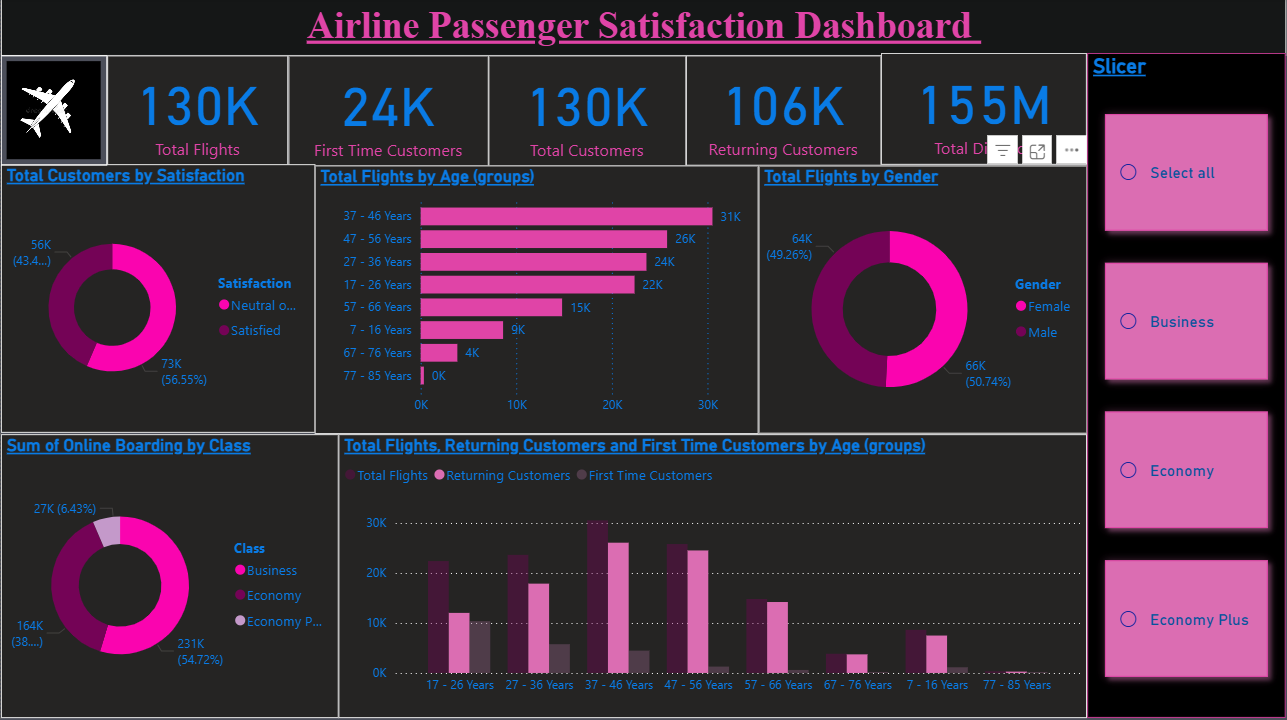 Airline Passenger Satisfaction Dashboard
130K
Total Flights
24K
First Time Customers
130K
Total Customers
106K
Returning Customers
155M
Total Di
Slicer
Select all
Business
Economy
Economy Plus
Total Customers by Satisfaction
56K
(43.4...)
73K
(56.55%)
Satisfaction
Neutral o...
Satisfied
Total Flights by Age (groups)
37 - 46 Years 31K
47 - 56 Years 26K
27 - 36 Years 24K
17 - 26 Years 22K
57 - 66 Years 15K
7 - 16 Years 9K
67 - 76 Years 4K
77 - 85 Years 0K
0K 10K 20K 30K
Total Flights by Gender
64K
(49.26%)
66K
(50.74%)
Gender
Female
Male
Sum of Online Boarding by Class
27K (6.43%)
164K
(38....)
231K
(54.72%)
Class
Business
Economy
Economy P...
Total Flights, Returning Customers and First Time Customers by Age (groups)
Total Flights Returning Customers First Time Customers
30K
20K
10K
0K
17 - 26 Years 27 - 36 Years 37 - 46 Years 47 - 56 Years 57 - 66 Years 67 - 76 Years 7 - 16 Years 77 - 85 Years